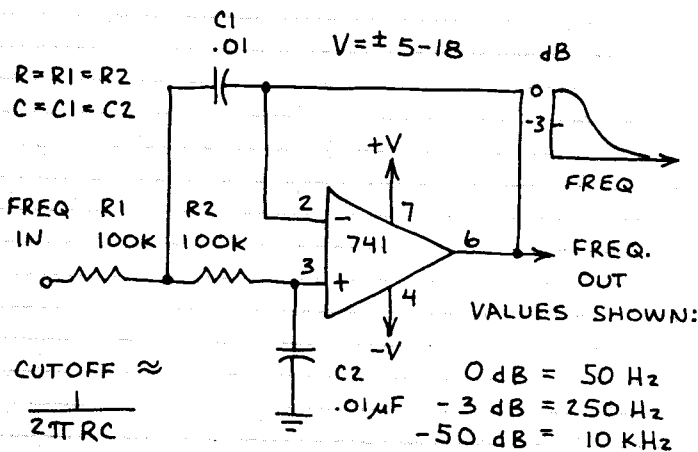 C1
.01
V = ± 5-18
dB
R = R1 = R2
C = C1 = C2
0
-3
FREQ
+V
FREQ IN
R1
100K
R2
100K
2
-
7
741
6
3
+
4
-V
FREQ.
OUT
VALUES SHOWN:
CUTOFF ≈
1
2π RC
C2
.01μF
0 dB = 50 Hz
-3 dB = 250 Hz
-50 dB = 10 KHz